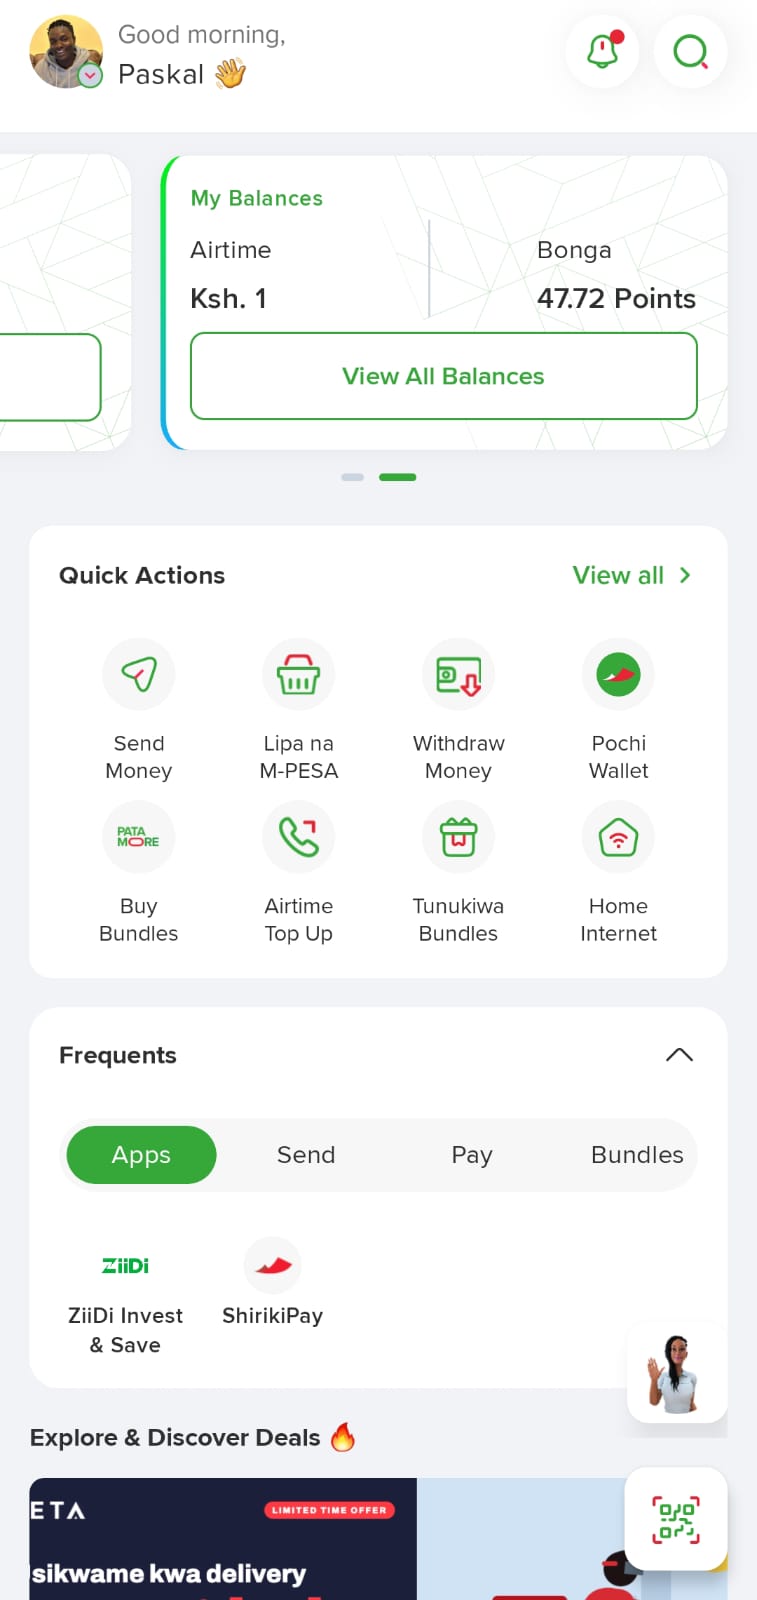 Good morning,
Paskal 👋
My Balances
Airtime
Bonga
Ksh. 1
47.72 Points
View All Balances
Quick Actions
View all
Send
Money
Lipa na
M-PESA
Withdraw
Money
Pochi
Wallet
PATA
MORE
Buy
Bundles
Airtime
Top Up
Tunukiwa
Bundles
Home
Internet
Frequents
Apps
Send
Pay
Bundles
ZiiDi
ZiiDi Invest
& Save
ShirikiPay
Explore & Discover Deals 🔥
ETA
LIMITED TIME OFFER
sikwame kwa delivery